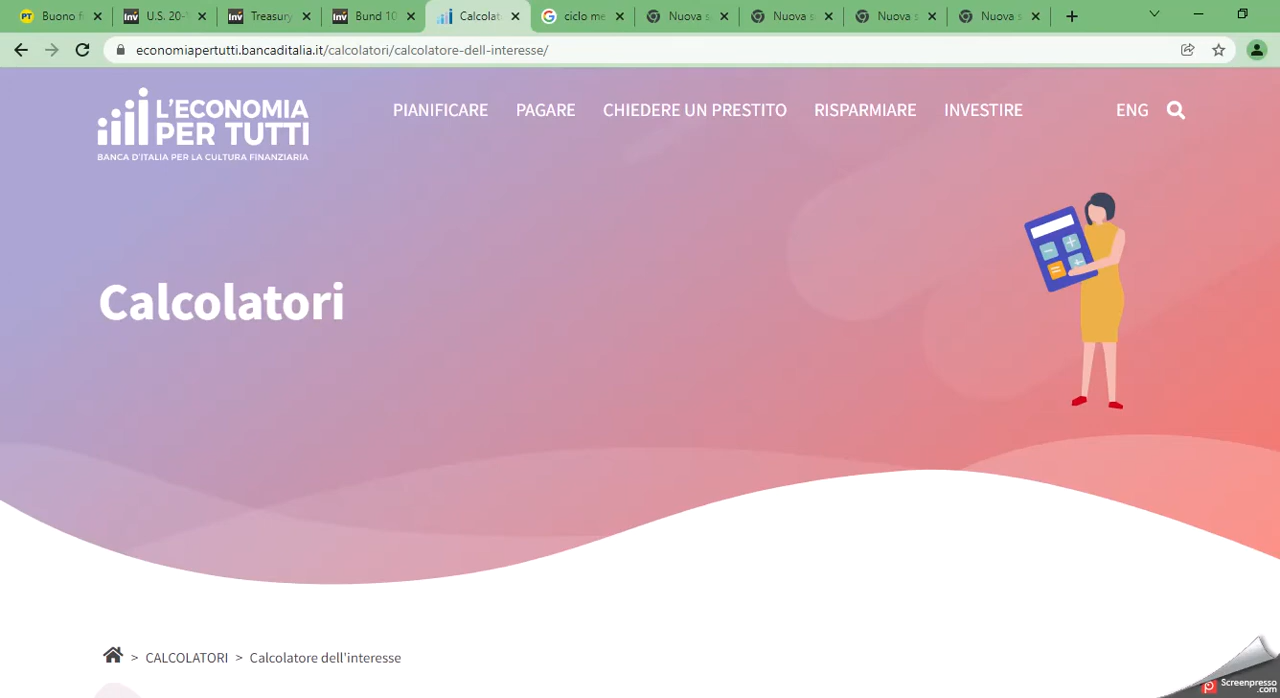 Buono f
U.S. 20-
Treasury
Bund 10
Calcolat
ciclo me
Nuova s
Nuova s
Nuova s
Nuova s
economiapertutti.bancaditalia.it/calcolatori/calcolatore-dell-interesse/
L'ECONOMIA
PER TUTTI
BANCA D'ITALIA PER LA CULTURA FINANZIARIA
PIANIFICARE
PAGARE
CHIEDERE UN PRESTITO
RISPARMIARE
INVESTIRE
ENG
Calcolatori
> CALCOLATORI > Calcolatore dell'interesse
Screenpresso
.com